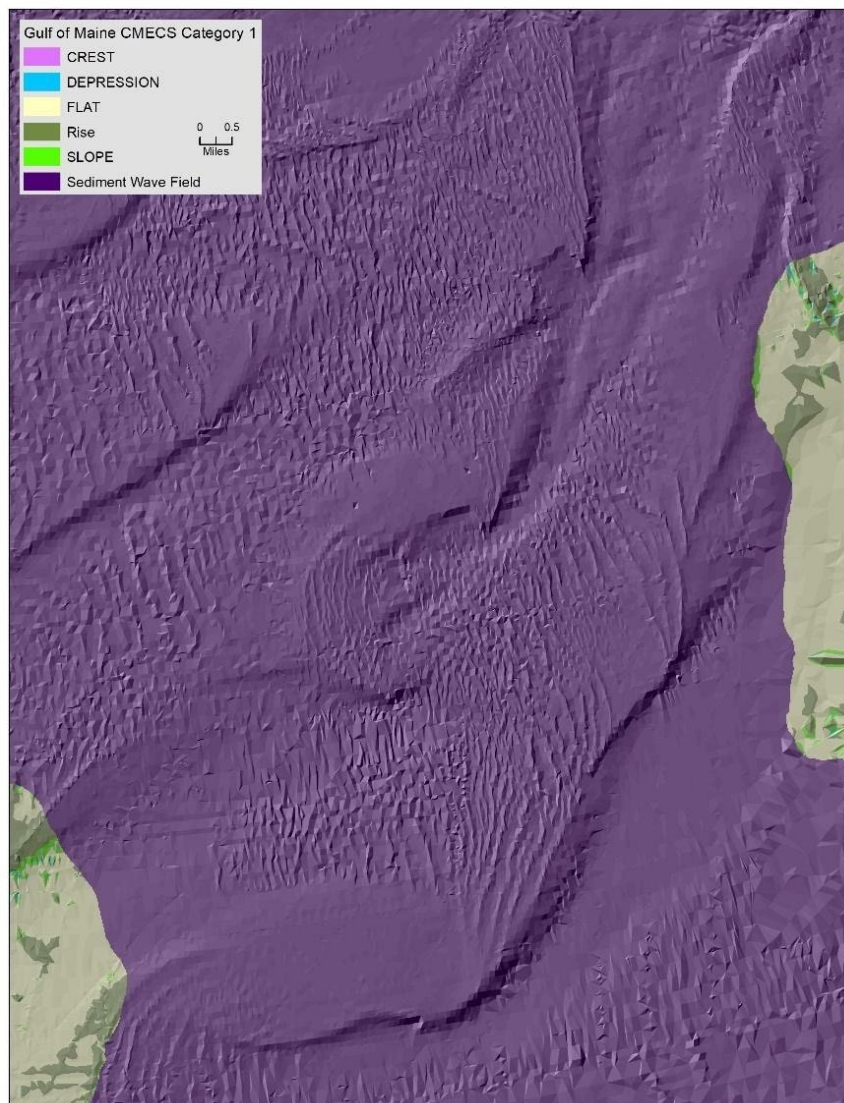 Gulf of Maine CMECS Category 1
CREST
DEPRESSION
FLAT
Rise
SLOPE
Sediment Wave Field
0 0.5
Miles